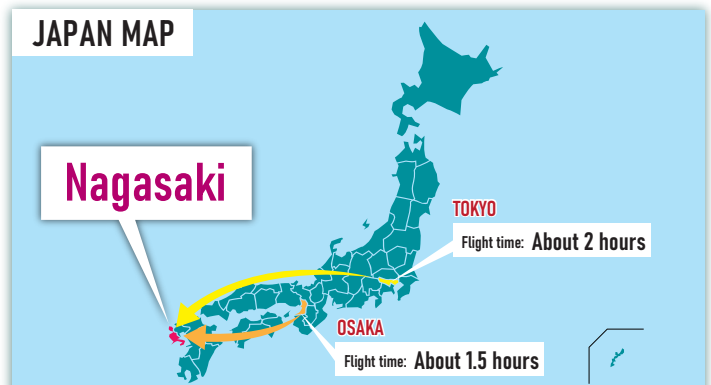 JAPAN MAP
Nagasaki
TOKYO
Flight time: About 2 hours
OSAKA
Flight time: About 1.5 hours